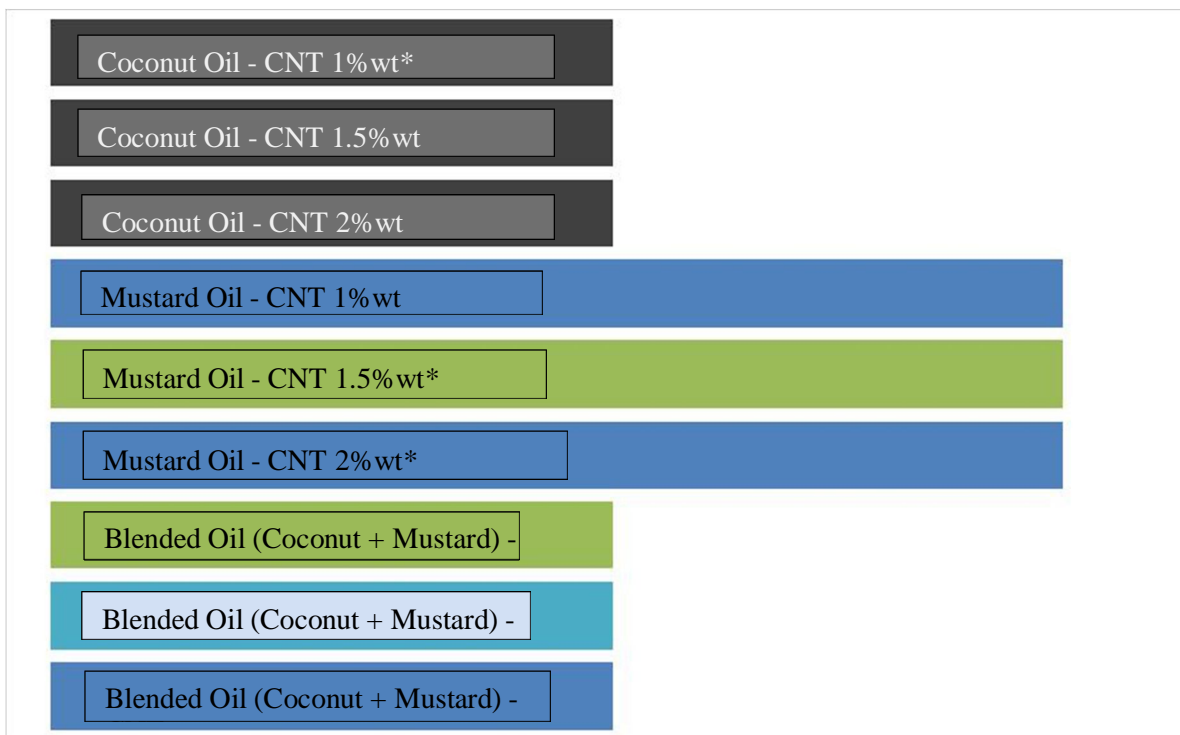 Coconut Oil - CNT 1%wt*
Coconut Oil - CNT 1.5%wt
Coconut Oil - CNT 2%wt
Mustard Oil - CNT 1%wt
Mustard Oil - CNT 1.5%wt*
Mustard Oil - CNT 2%wt*
Blended Oil (Coconut + Mustard) -
Blended Oil (Coconut + Mustard) -
Blended Oil (Coconut + Mustard) -